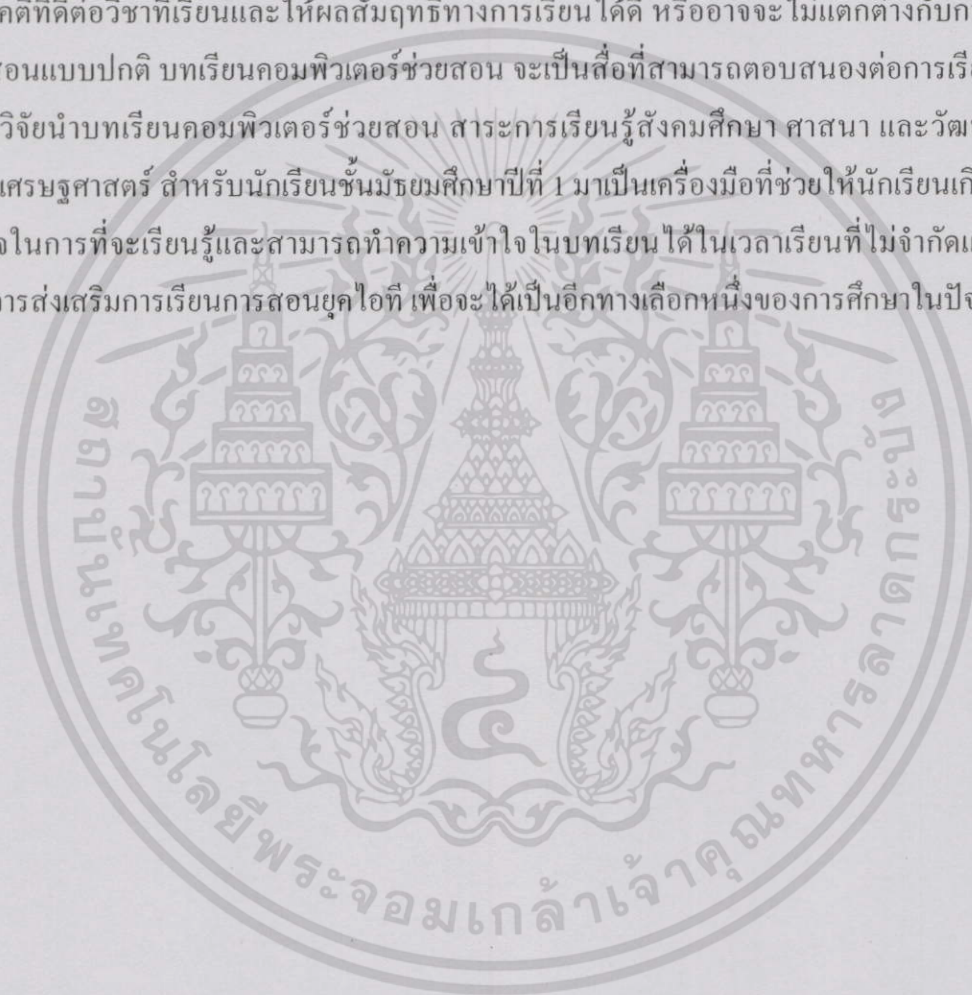 คติที่ดีต่อวิชาที่เรียนและให้ผลสัมฤทธิ์ทางการเรียนได้ดี หรืออาจจะไม่แตกต่างกับก
สอนแบบปกติ บทเรียนคอมพิวเตอร์ช่วยสอน จะเป็นสื่อที่สามารถตอบสนองต่อการเรี
วิจัยนำบทเรียนคอมพิวเตอร์ช่วยสอน สาระการเรียนรู้สังคมศึกษา ศาสนา และวัฒ
เศรษฐศาสตร์ สำหรับนักเรียนชั้นมัธยมศึกษาปีที่ 1 มาเป็นเครื่องมือที่ช่วยให้นักเรียนเกิ
จในการที่จะเรียนรู้และสามารถทำความเข้าใจในบทเรียนได้ในเวลาเรียนที่ไม่จำกัดแ
การส่งเสริมการเรียนการสอนยุคไอที เพื่อจะได้เป็นอีกทางเลือกหนึ่งของการศึกษาในปัจ
สถาบันเทคโนโลยีพระจอมเกล้าเจ้าคุณทหารลาดกระบัง
๔